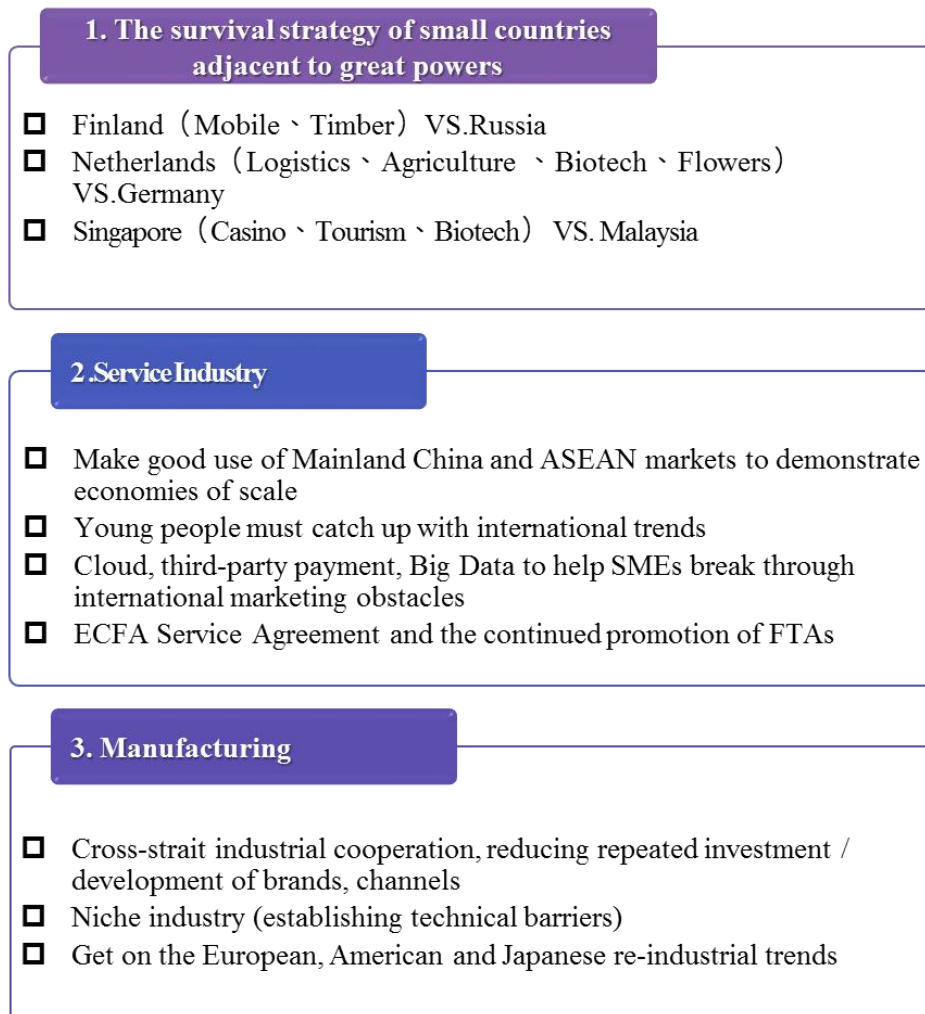 1. The survival strategy of small countries
adjacent to great powers
Finland（Mobile、Timber）VS.Russia
Netherlands（Logistics、Agriculture 、Biotech、Flowers）
VS.Germany
Singapore（Casino、Tourism、Biotech） VS. Malaysia
2.Service Industry
Make good use of Mainland China and ASEAN markets to demonstrate
economies of scale
Young people must catch up with international trends
Cloud, third-party payment, Big Data to help SMEs break through
international marketing obstacles
ECFA Service Agreement and the continued promotion of FTAs
3. Manufacturing
Cross-strait industrial cooperation, reducing repeated investment /
development of brands, channels
Niche industry (establishing technical barriers)
Get on the European, American and Japanese re-industrial trends